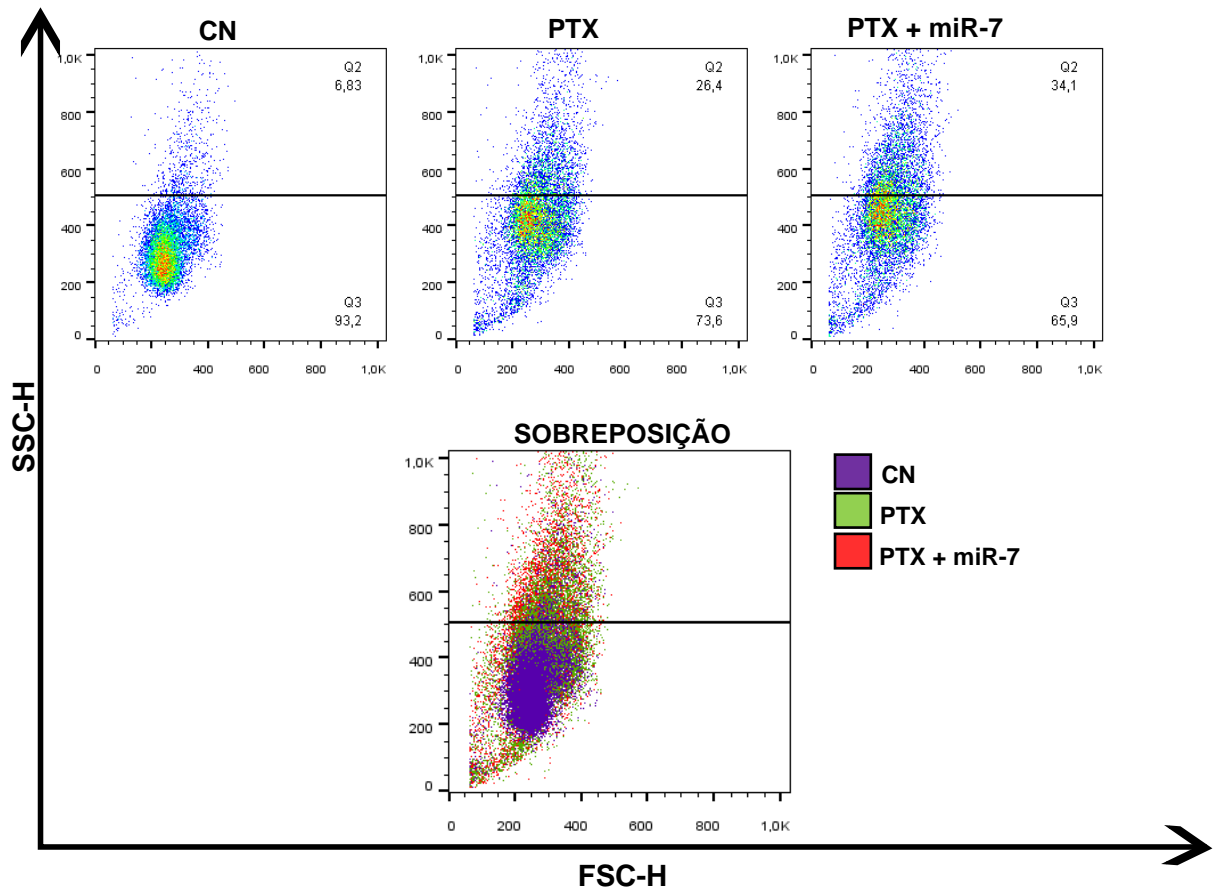 CN
PTX
PTX + miR-7
1,0K
800
600
400
200
0
Q2
6,83
Q3
93,2
0 200 400 600 800 1,0K
1,0K
800
600
400
200
0
Q2
26,4
Q3
73,6
0 200 400 600 800 1,0K
1,0K
800
600
400
200
0
Q2
34,1
Q3
65,9
0 200 400 600 800 1,0K
SSC-H
SOBREPOSIÇÃO
1,0K
800
600
400
200
0
0 200 400 600 800 1,0K
CN
PTX
PTX + miR-7
FSC-H